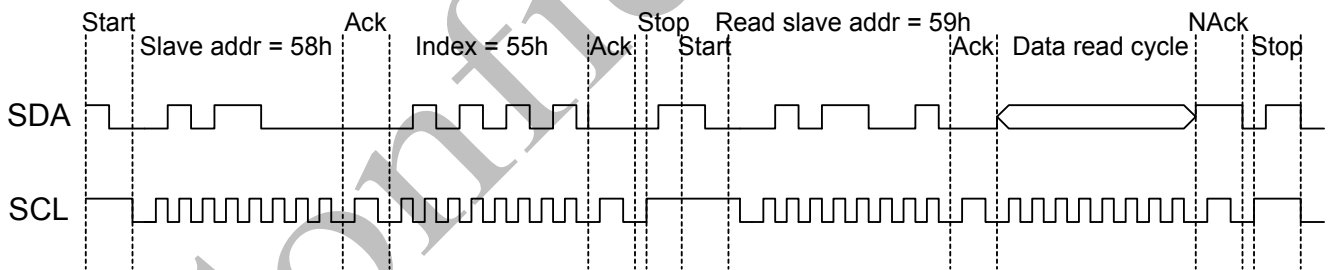 Start
Slave addr = 58h
Ack
Index = 55h
Ack
Stop
Start
Read slave addr = 59h
Ack
Data read cycle
NAck
Stop
SDA
SCL